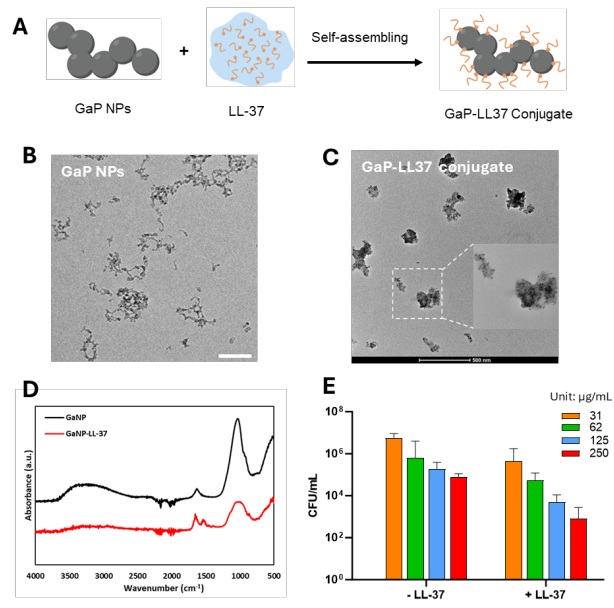 A
+
Self-assembling
GaP NPs
LL-37
GaP-LL37 Conjugate
B
GaP NPs
C
GaP-LL37 conjugate
500 nm
D
GaNP
GaNP-LL-37
Absorbance (a.u.)
4000 3500 3000 2500 2000 1500 1000 500
Wavenumber (cm⁻¹)
E
Unit: µg/mL
31
62
125
250
CFU/mL
10⁸
10⁶
10⁴
10²
10⁰
- LL-37 + LL-37